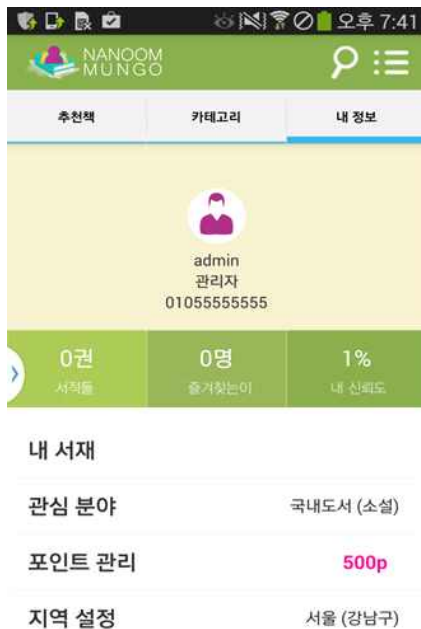 오후 7:41
NANOOM
MUNGO
추천책 카테고리 내 정보
admin
관리자
01055555555
0권 0명 1%
서적들 즐겨찾는이 내 신뢰도
내 서재
관심 분야 국내도서 (소설)
포인트 관리 500p
지역 설정 서울 (강남구)